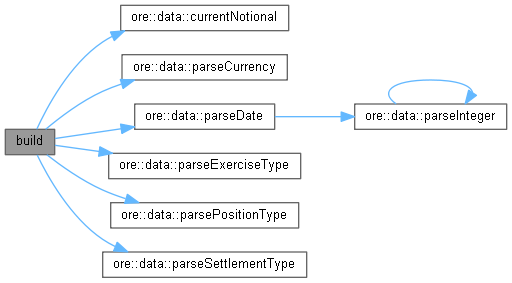 ore::data::currentNotional
ore::data::parseCurrency
ore::data::parseDate
ore::data::parseInteger
build
ore::data::parseExerciseType
ore::data::parsePositionType
ore::data::parseSettlementType